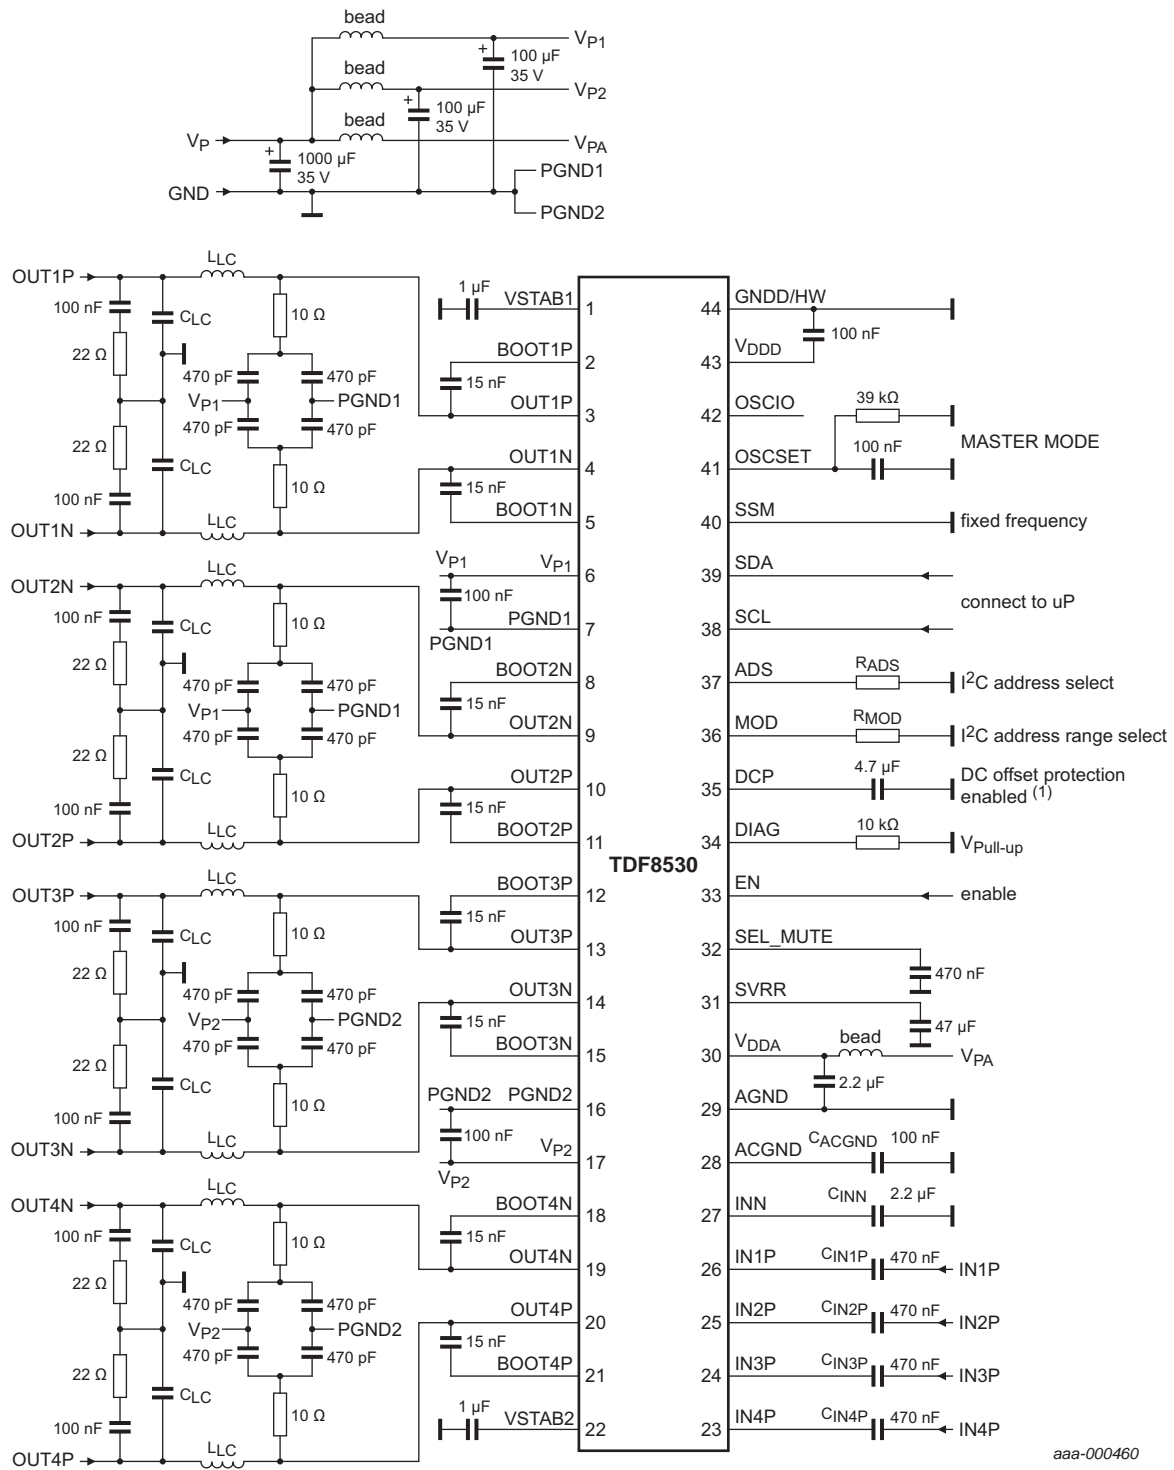 bead
VP1
+ 100 µF
35 V
bead
VP2
+ 100 µF
35 V
bead
VP
VPA
+ 1000 µF
35 V
PGND1
GND
PGND2
OUT1P
LLC
100 nF
CLC
10 Ω
22 Ω
470 pF
470 pF
VP1
PGND1
470 pF
470 pF
22 Ω
CLC
10 Ω
100 nF
LLC
OUT1N
OUT2N
LLC
100 nF
CLC
10 Ω
22 Ω
470 pF
470 pF
VP1
PGND1
470 pF
470 pF
22 Ω
CLC
10 Ω
100 nF
LLC
OUT2P
OUT3P
LLC
100 nF
CLC
10 Ω
22 Ω
470 pF
470 pF
VP2
PGND2
470 pF
470 pF
22 Ω
CLC
10 Ω
100 nF
LLC
OUT3N
OUT4N
LLC
100 nF
CLC
10 Ω
22 Ω
470 pF
470 pF
VP2
PGND2
470 pF
470 pF
22 Ω
CLC
10 Ω
100 nF
LLC
OUT4P
1 µF
VSTAB1
1
BOOT1P
2
15 nF
OUT1P
3
OUT1N
4
15 nF
BOOT1N
5
VP1
VP1
6
100 nF
PGND1
7
PGND1
BOOT2N
8
15 nF
OUT2N
9
OUT2P
10
15 nF
BOOT2P
11
BOOT3P
12
15 nF
OUT3P
13
OUT3N
14
15 nF
BOOT3N
15
PGND2
PGND2
16
100 nF
VP2
17
VP2
BOOT4N
18
15 nF
OUT4N
19
OUT4P
20
15 nF
BOOT4P
21
1 µF
VSTAB2
22
TDF8530
44
GNDD/HW
100 nF
43
VDDD
42
OSCIO
39 kΩ
100 nF
MASTER MODE
41
OSCSET
40
SSM
fixed frequency
39
SDA
connect to uP
38
SCL
37
ADS
RADS
I2C address select
36
MOD
RMOD
I2C address range select
35
DCP
4.7 µF
DC offset protection
enabled (1)
34
DIAG
10 kΩ
VPull-up
33
EN
enable
32
SEL_MUTE
470 nF
31
SVRR
47 µF
30
VDDA
bead
VPA
2.2 µF
29
AGND
28
ACGND
CACGND
100 nF
27
INN
CINN
2.2 µF
26
IN1P
CIN1P
470 nF
IN1P
25
IN2P
CIN2P
470 nF
IN2P
24
IN3P
CIN3P
470 nF
IN3P
23
IN4P
CIN4P
470 nF
IN4P
aaa-000460